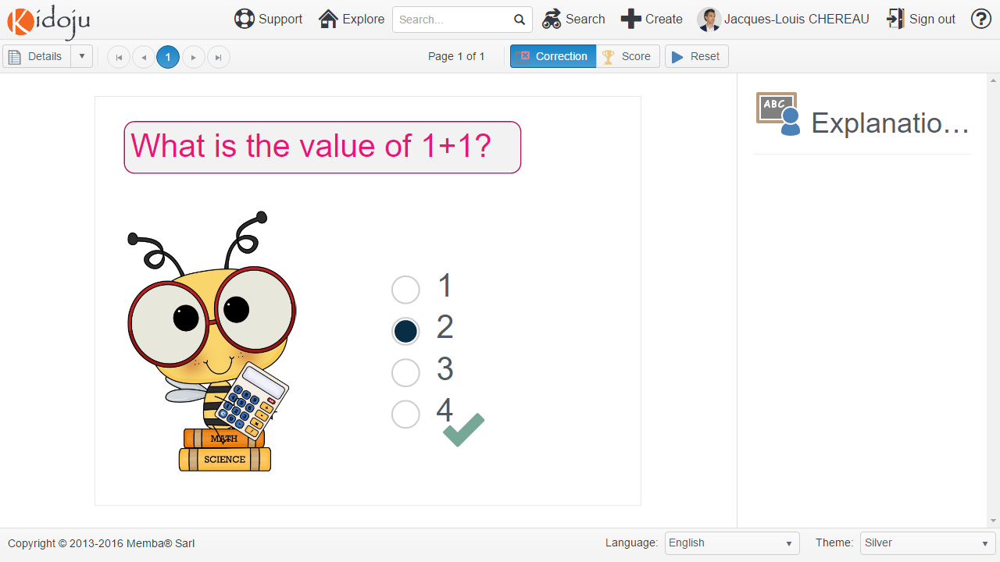 Kidoju
Support Explore Search... Search Create Jacques-Louis CHEREAU Sign out ?
Details 1 Page 1 of 1 Correction Score Reset
ABC
Explanatio...
What is the value of 1+1?
1
2
3
4
MATH
SCIENCE
Copyright © 2013-2016 Memba® Sarl Language: English Theme: Silver